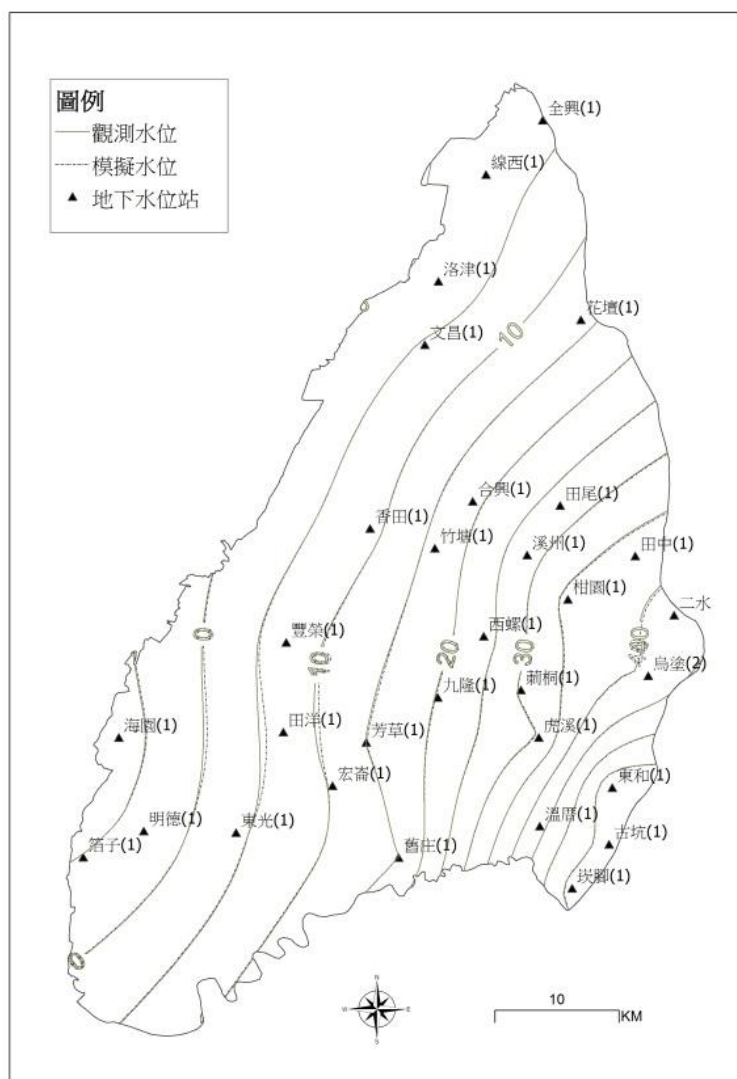 圖例
觀測水位
模擬水位
地下水位站
全興(1)
線西(1)
洛津(1)
花壇(1)
10
文昌(1)
合興(1)
田尾(1)
香田(1)
竹塘(1)
溪州(1)
田中(1)
柑園(1)
二水
0
豐榮(1)
西螺(1)
10
20
30
烏塗(2)
九隆(1)
莿桐(1)
海園(1)
田洋(1)
芳草(1)
虎溪(1)
宏崙(1)
東和(1)
明德(1)
東光(1)
溫厝(1)
箔子(1)
舊庄(1)
古坑(1)
崁腳(1)
0
N
W
E
S
10
KM